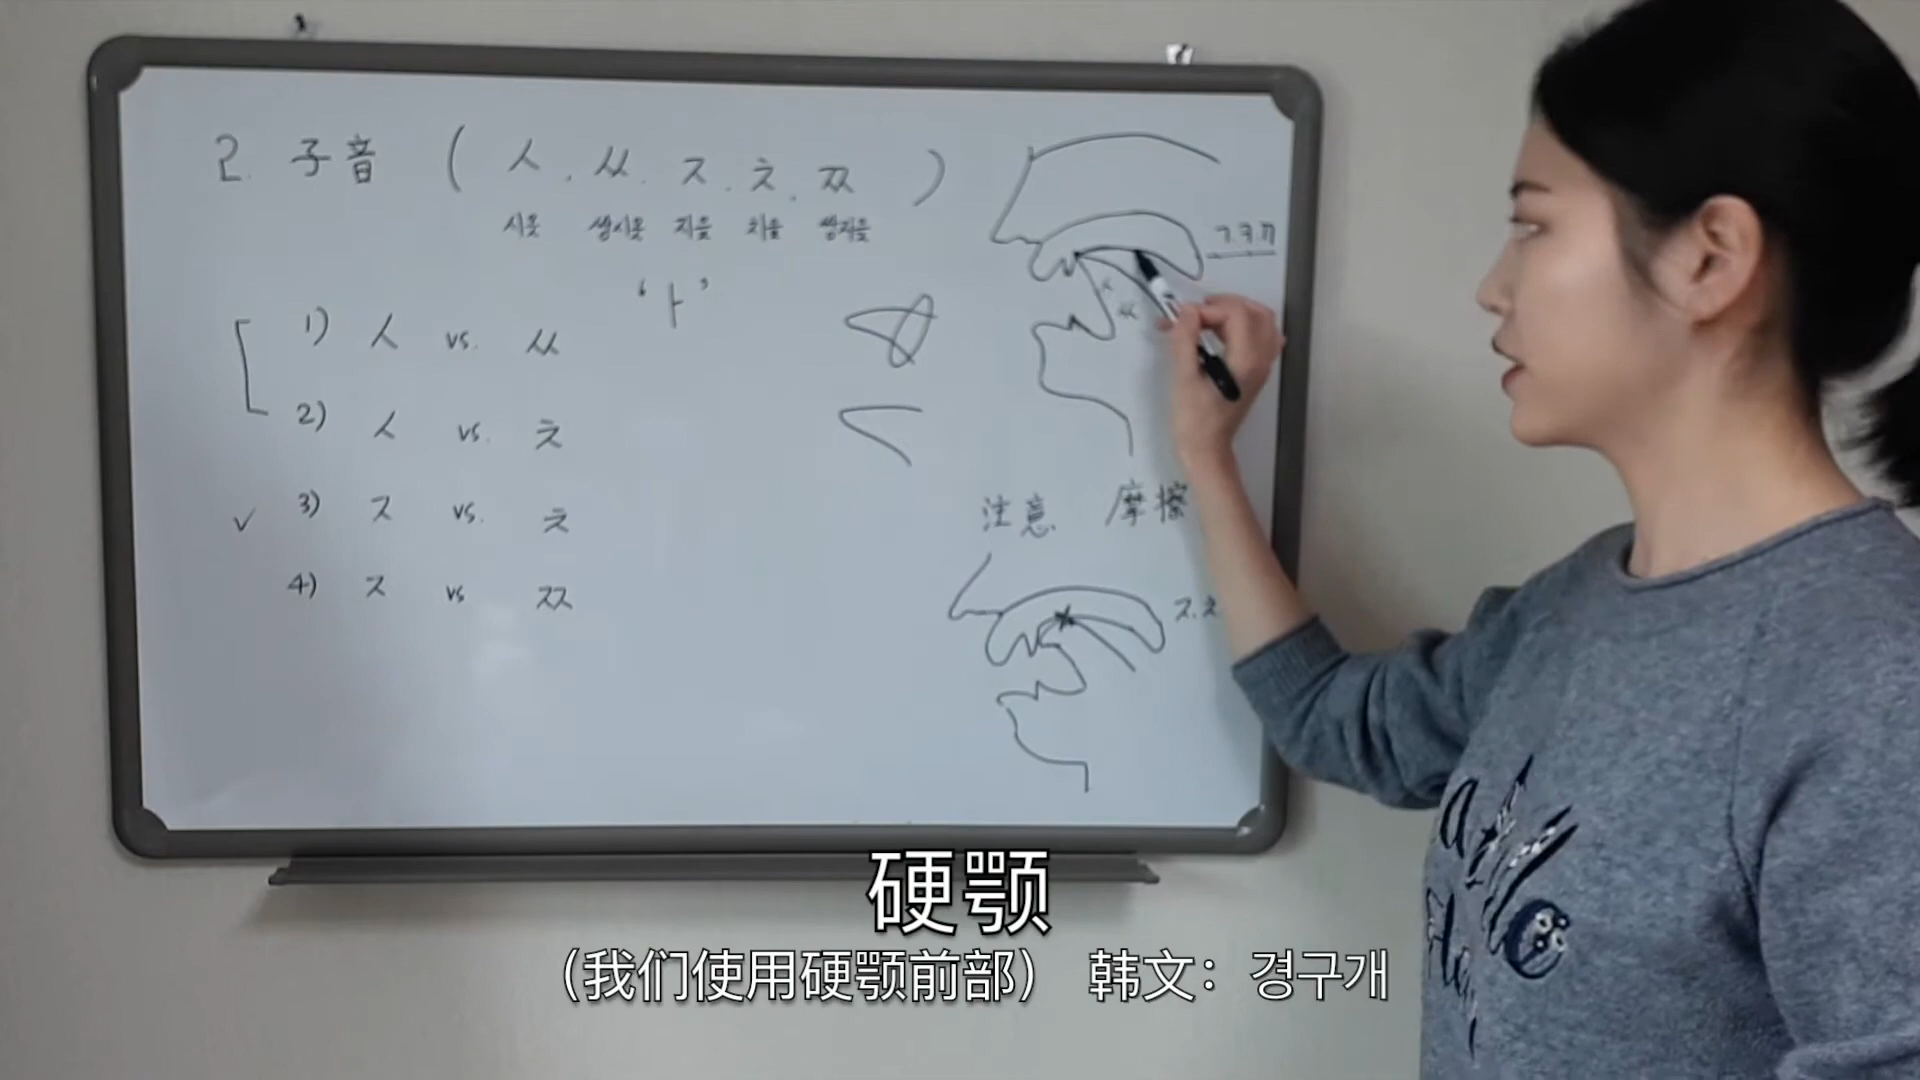 2. 子音 ( ㅅ , ㅆ . ㅈ . ㅊ . ㅉ )
시옷 쌍시옷 지읒 치읓 쌍지읒
ㄱㅋㄲ
'ㅏ'
ㅅ
ㅆ
1) ㅅ vs. ㅆ
2) ㅅ vs. ㅊ
✓ 3) ㅈ vs. ㅊ
4) ㅈ vs ㅉ
注意 摩擦
ㅈ.ㅊ
硬颚
（我们使用硬颚前部） 韩文：경구개